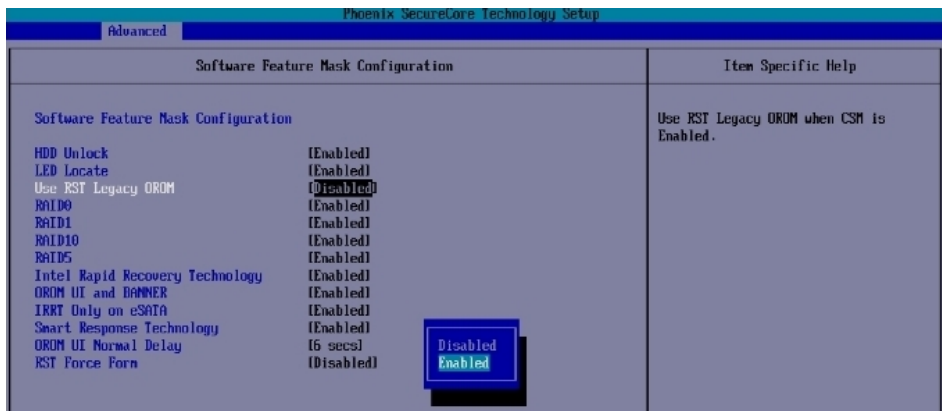 Phoenix SecureCore Technology Setup
Advanced
Software Feature Mask Configuration
Item Specific Help
Software Feature Mask Configuration
HDD Unlock [Enabled]
LED Locate [Enabled]
Use RST Legacy OROM [Disabled]
RAID0 [Enabled]
RAID1 [Enabled]
RAID10 [Enabled]
RAID5 [Enabled]
Intel Rapid Recovery Technology [Enabled]
OROM UI and BANNER [Enabled]
IRRT Only on eSATA [Enabled]
Smart Response Technology [Enabled]
OROM UI Normal Delay [6 secs]
RST Force Form [Disabled]
Disabled
Enabled
Use RST Legacy OROM when CSM is
Enabled.